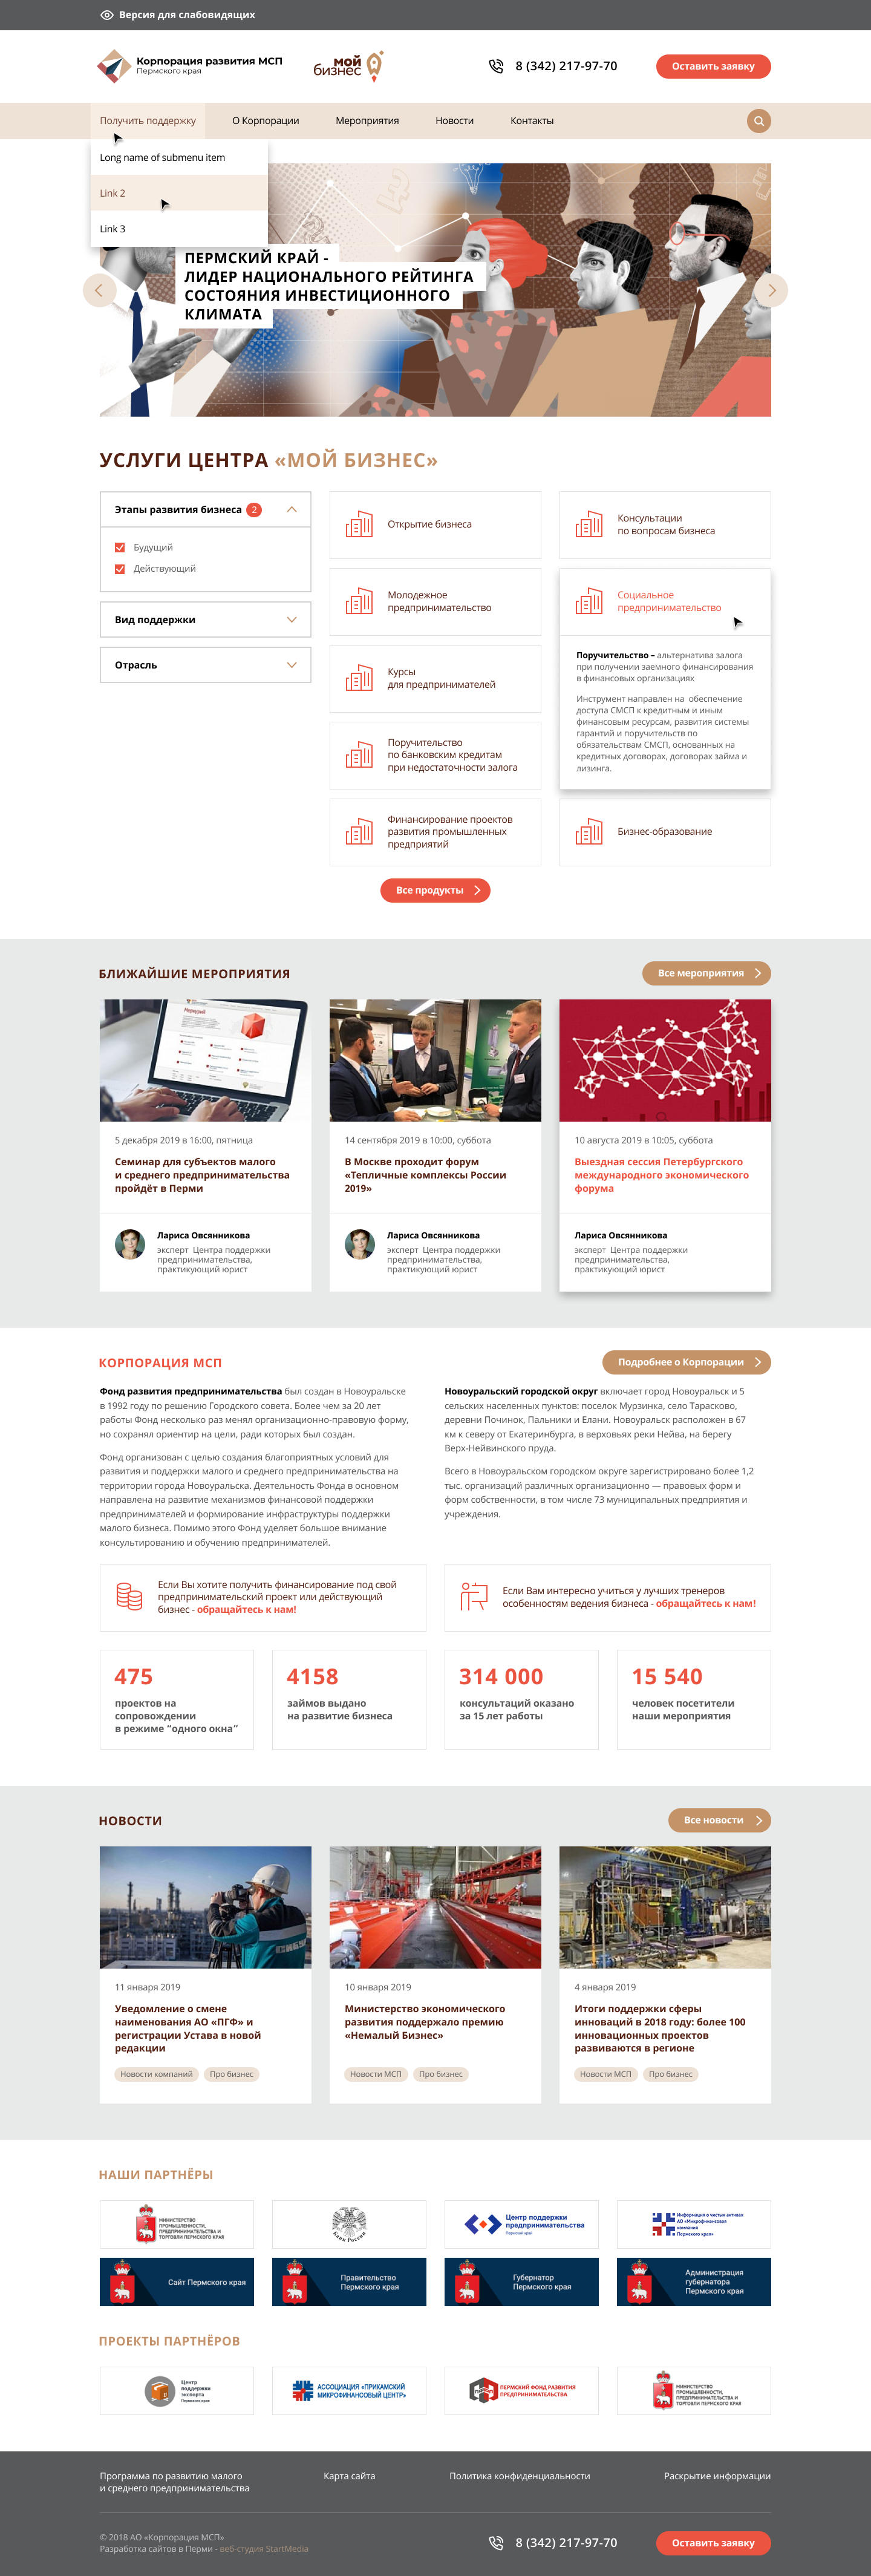 Версия для слабовидящих
Корпорация развития МСП
Пермского края
мой
бизнес
8 (342) 217-97-70
Оставить заявку
Получить поддержку
О Корпорации
Мероприятия
Новости
Контакты
Long name of submenu item
Link 2
Link 3
ПЕРМСКИЙ КРАЙ -
ЛИДЕР НАЦИОНАЛЬНОГО РЕЙТИНГА
СОСТОЯНИЯ ИНВЕСТИЦИОННОГО
КЛИМАТА
УСЛУГИ ЦЕНТРА «МОЙ БИЗНЕС»
Этапы развития бизнеса 2
Будущий
Действующий
Вид поддержки
Отрасль
Открытие бизнеса
Консультации
по вопросам бизнеса
Молодежное
предпринимательство
Социальное
предпринимательство
Поручительство – альтернатива залога
при получении заемного финансирования
в финансовых организациях
Инструмент направлен на обеспечение
доступа СМСП к кредитным и иным
финансовым ресурсам, развития системы
гарантий и поручительств по
обязательствам СМСП, основанных на
кредитных договорах, договорах займа и
лизинга.
Курсы
для предпринимателей
Поручительство
по банковским кредитам
при недостаточности залога
Финансирование проектов
развития промышленных
предприятий
Бизнес-образование
Все продукты
БЛИЖАЙШИЕ МЕРОПРИЯТИЯ
Все мероприятия
Меркурий
5 декабря 2019 в 16:00, пятница
Семинар для субъектов малого
и среднего предпринимательства
пройдёт в Перми
Лариса Овсянникова
эксперт Центра поддержки
предпринимательства,
практикующий юрист
14 сентября 2019 в 10:00, суббота
В Москве проходит форум
«Тепличные комплексы России
2019»
Лариса Овсянникова
эксперт Центра поддержки
предпринимательства,
практикующий юрист
10 августа 2019 в 10:05, суббота
Выездная сессия Петербургского
международного экономического
форума
Лариса Овсянникова
эксперт Центра поддержки
предпринимательства,
практикующий юрист
КОРПОРАЦИЯ МСП
Подробнее о Корпорации
Фонд развития предпринимательства был создан в Новоуральске
в 1992 году по решению Городского совета. Более чем за 20 лет
работы Фонд несколько раз менял организационно-правовую форму,
но сохранял ориентир на цели, ради которых был создан.
Фонд организован с целью создания благоприятных условий для
развития и поддержки малого и среднего предпринимательства на
территории города Новоуральска. Деятельность Фонда в основном
направлена на развитие механизмов финансовой поддержки
предпринимателей и формирование инфраструктуры поддержки
малого бизнеса. Помимо этого Фонд уделяет большое внимание
консультированию и обучению предпринимателей.
Новоуральский городской округ включает город Новоуральск и 5
сельских населенных пунктов: поселок Мурзинка, село Тарасково,
деревни Починок, Пальники и Елани. Новоуральск расположен в 67
км к северу от Екатеринбурга, в верховьях реки Нейва, на берегу
Верх-Нейвинского пруда.
Всего в Новоуральском городском округе зарегистрировано более 1,2
тыс. организаций различных организационно — правовых форм и
форм собственности, в том числе 73 муниципальных предприятия и
учреждения.
Если Вы хотите получить финансирование под свой
предпринимательский проект или действующий
бизнес - обращайтесь к нам!
Если Вам интересно учиться у лучших тренеров
особенностям ведения бизнеса - обращайтесь к нам!
475
проектов на
сопровождении
в режиме “одного окна”
4158
займов выдано
на развитие бизнеса
314 000
консультаций оказано
за 15 лет работы
15 540
человек посетители
наши мероприятия
НОВОСТИ
Все новости
СИБУР
11 января 2019
Уведомление о смене
наименования АО «ПГФ» и
регистрации Устава в новой
редакции
Новости компаний
Про бизнес
10 января 2019
Министерство экономического
развития поддержало премию
«Немалый Бизнес»
Новости МСП
Про бизнес
4 января 2019
Итоги поддержки сферы
инноваций в 2018 году: более 100
инновационных проектов
развиваются в регионе
Новости МСП
Про бизнес
НАШИ ПАРТНЁРЫ
МИНИСТЕРСТВО
ПРОМЫШЛЕННОСТИ,
ПРЕДПРИНИМАТЕЛЬСТВА И
ТОРГОВЛИ ПЕРМСКОГО КРАЯ
Банк России
Центр поддержки
предпринимательства
Пермский край
Информация о чистых активах
АО «Микрофинансовая
компания
Пермского края»
Сайт Пермского края
Правительство
Пермского края
Губернатор
Пермского края
Администрация
губернатора
Пермского края
ПРОЕКТЫ ПАРТНЁРОВ
Центр
поддержки
экспорта
Пермского края
АССОЦИАЦИЯ «ПРИКАМСКИЙ
МИКРОФИНАНСОВЫЙ ЦЕНТР»
ПЕРМСКИЙ ФОНД РАЗВИТИЯ
ПРЕДПРИНИМАТЕЛЬСТВА
МИНИСТЕРСТВО
ПРОМЫШЛЕННОСТИ,
ПРЕДПРИНИМАТЕЛЬСТВА И
ТОРГОВЛИ ПЕРМСКОГО КРАЯ
Программа по развитию малого
и среднего предпринимательства
Карта сайта
Политика конфиденциальности
Раскрытие информации
© 2018 АО «Корпорация МСП»
Разработка сайтов в Перми - веб-студия StartMedia
8 (342) 217-97-70
Оставить заявку